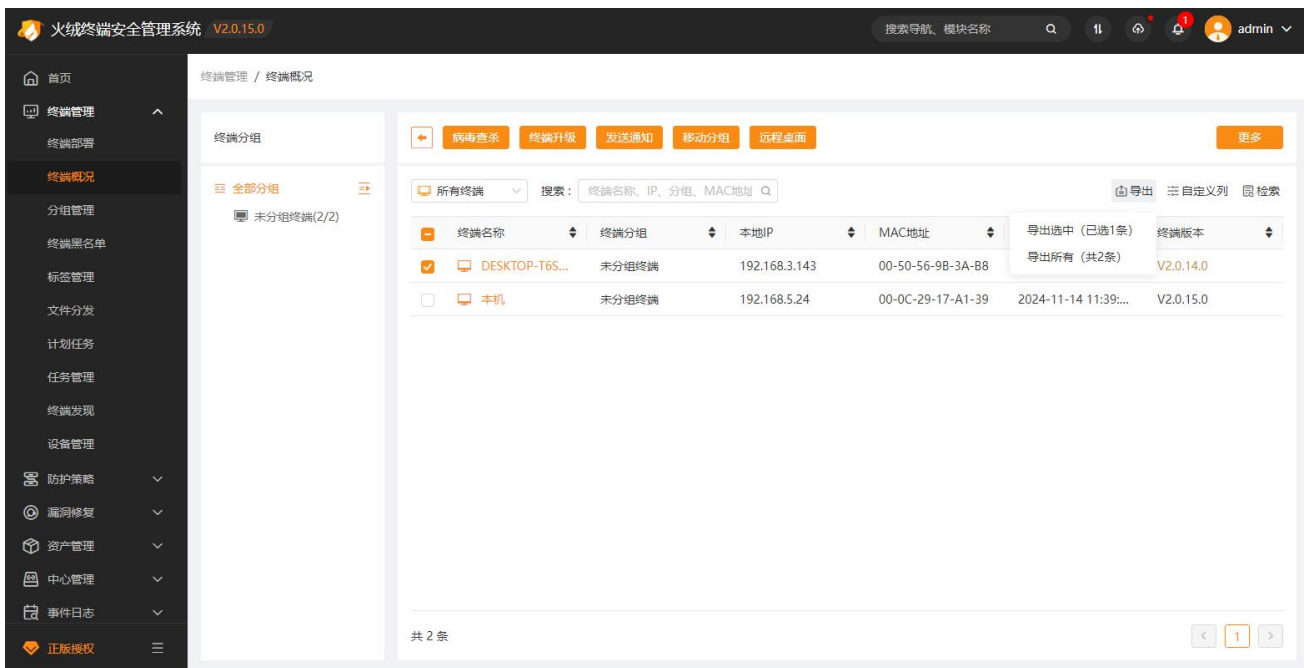 火绒终端安全管理系统 V2.0.15.0
搜索导航、模块名称
1
admin
首页
终端管理
终端部署
终端概况
分组管理
终端黑名单
标签管理
文件分发
计划任务
任务管理
终端发现
设备管理
防护策略
漏洞修复
资产管理
中心管理
事件日志
正版授权
终端管理 / 终端概况
终端分组
全部分组
未分组终端(2/2)
病毒查杀 终端升级 发送通知 移动分组 远程桌面 更多
所有终端 搜索： 终端名称、IP、分组、MAC地址 导出 自定义列 检索
导出选中（已选1条）
导出所有（共2条）
终端名称 终端分组 本地IP MAC地址 终端版本
DESKTOP-T6S... 未分组终端 192.168.3.143 00-50-56-9B-3A-B8 V2.0.14.0
本机 未分组终端 192.168.5.24 00-0C-29-17-A1-39 2024-11-14 11:39:... V2.0.15.0
共 2 条
1